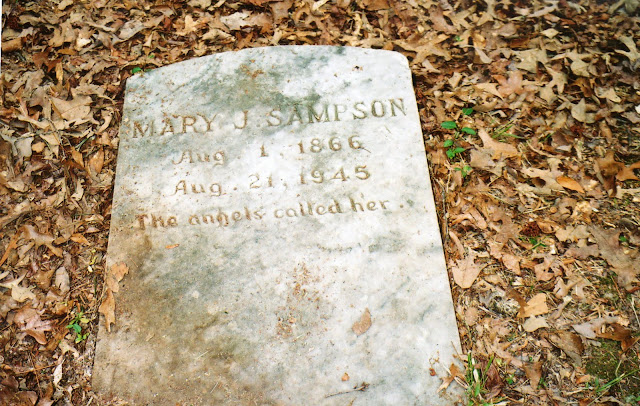 MARY J. SAMPSON
Aug. 1. 1866
Aug. 21. 1945
The angels called her.